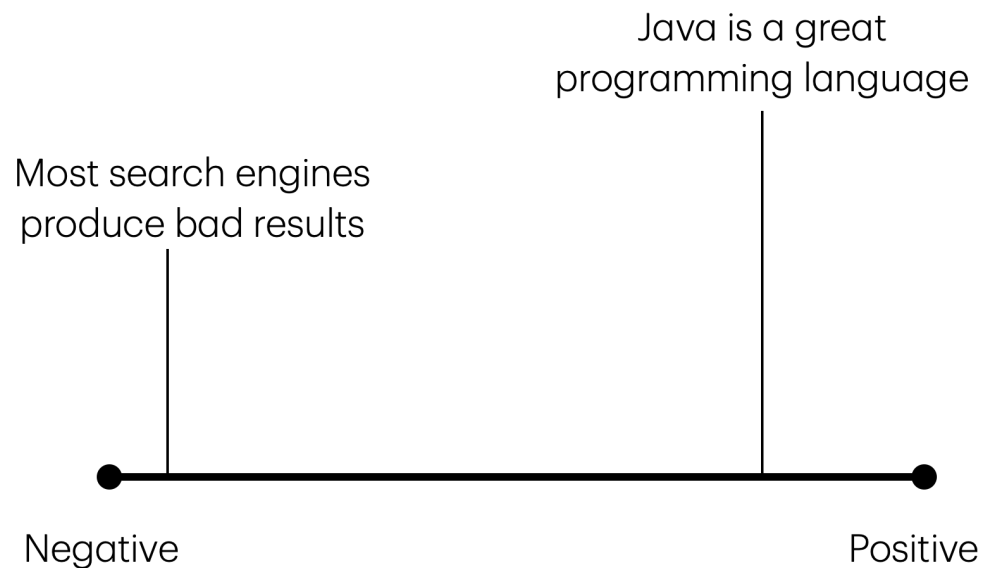 Java is a great
programming language
Most search engines
produce bad results
Negative
Positive